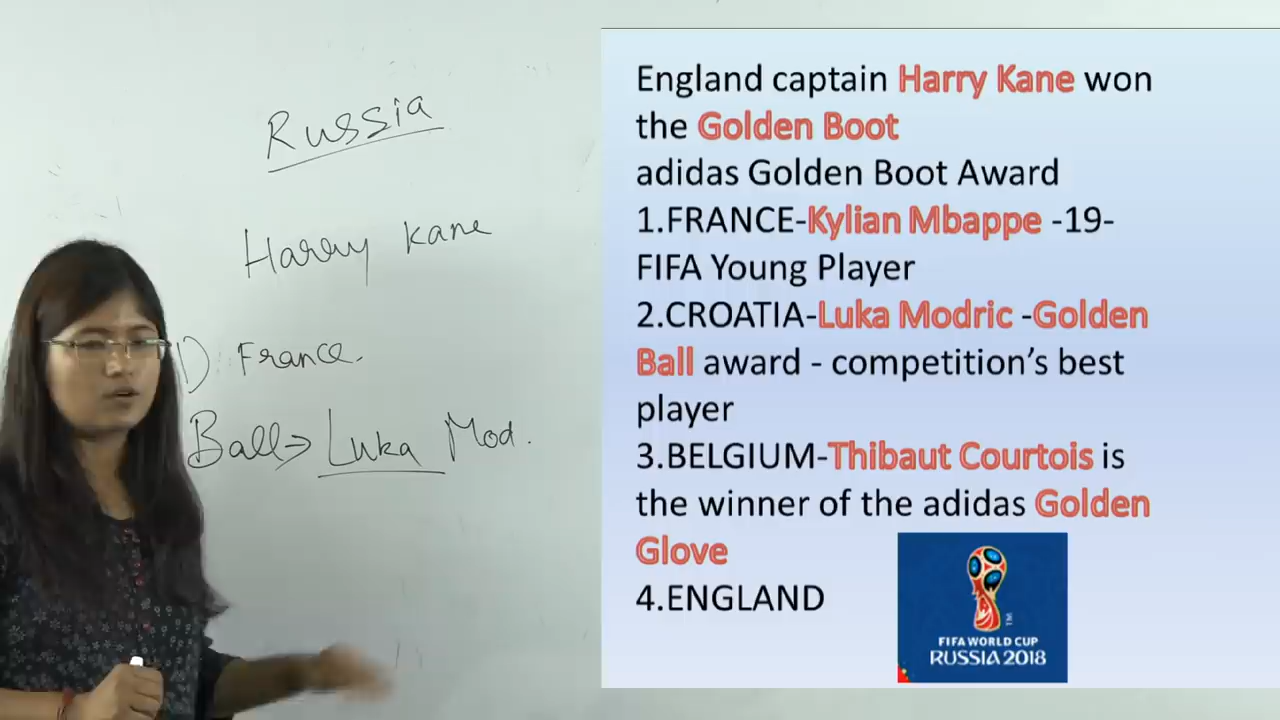 Russia
Harry Kane
1) France.
Ball→ Luka Mod.
England captain Harry Kane won
the Golden Boot
adidas Golden Boot Award
1.FRANCE-Kylian Mbappe -19-
FIFA Young Player
2.CROATIA-Luka Modric -Golden
Ball award - competition's best
player
3.BELGIUM-Thibaut Courtois is
the winner of the adidas Golden
Glove
4.ENGLAND
TM
FIFA WORLD CUP
RUSSIA 2018